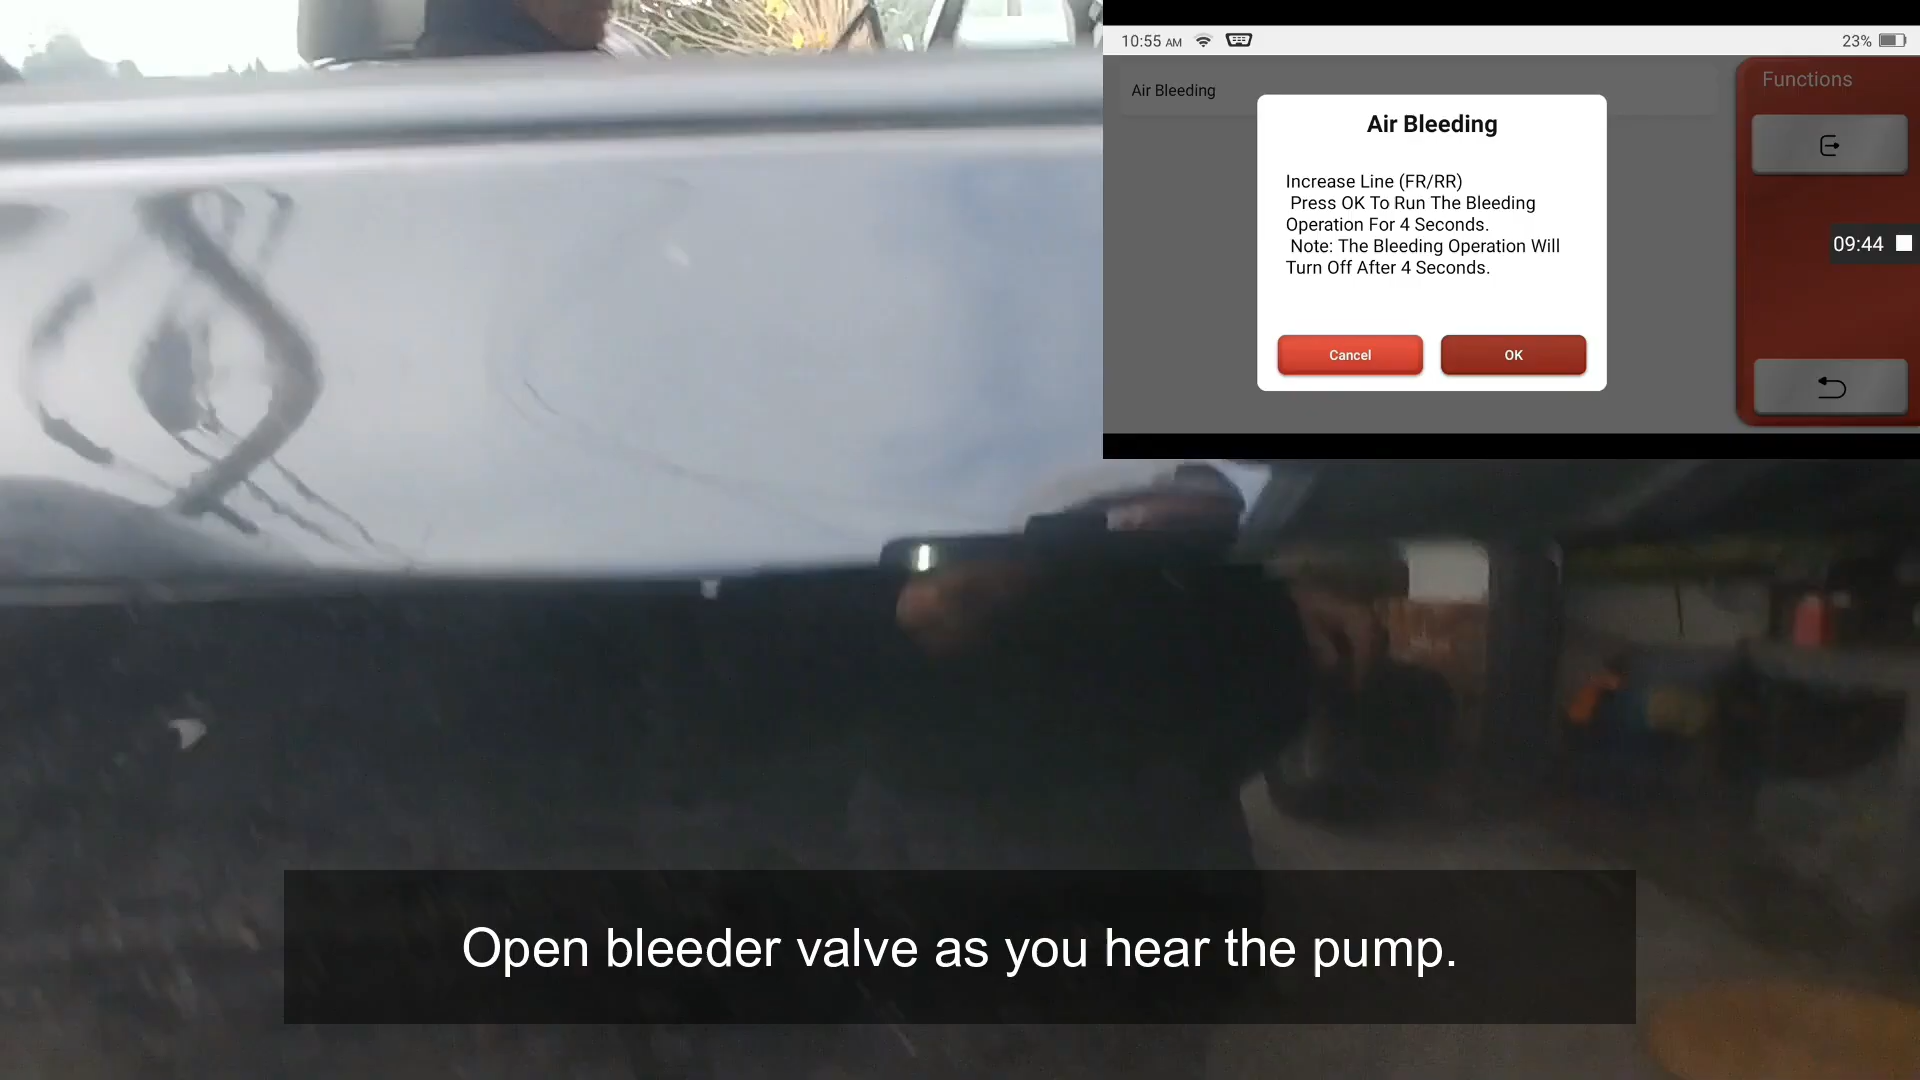 10:55 AM
23%
Air Bleeding
Functions
Air Bleeding
Increase Line (FR/RR)
Press OK To Run The Bleeding
Operation For 4 Seconds.
Note: The Bleeding Operation Will
Turn Off After 4 Seconds.
09:44
Cancel
OK
Open bleeder valve as you hear the pump.